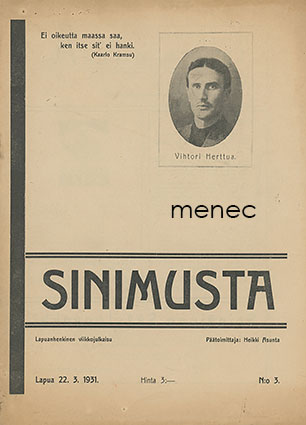 Ei oikeutta maassa saa,
ken itse sit' ei hanki.
(Kaarlo Kramsu)
Vihtori Herttua.
menec
SINIMUSTA
Lapuanhenkinen viikkojulkaisu
Päätoimittaja: Heikki Asunta
Lapua 22. 3. 1931.
Hinta 3:—
N:o 3.